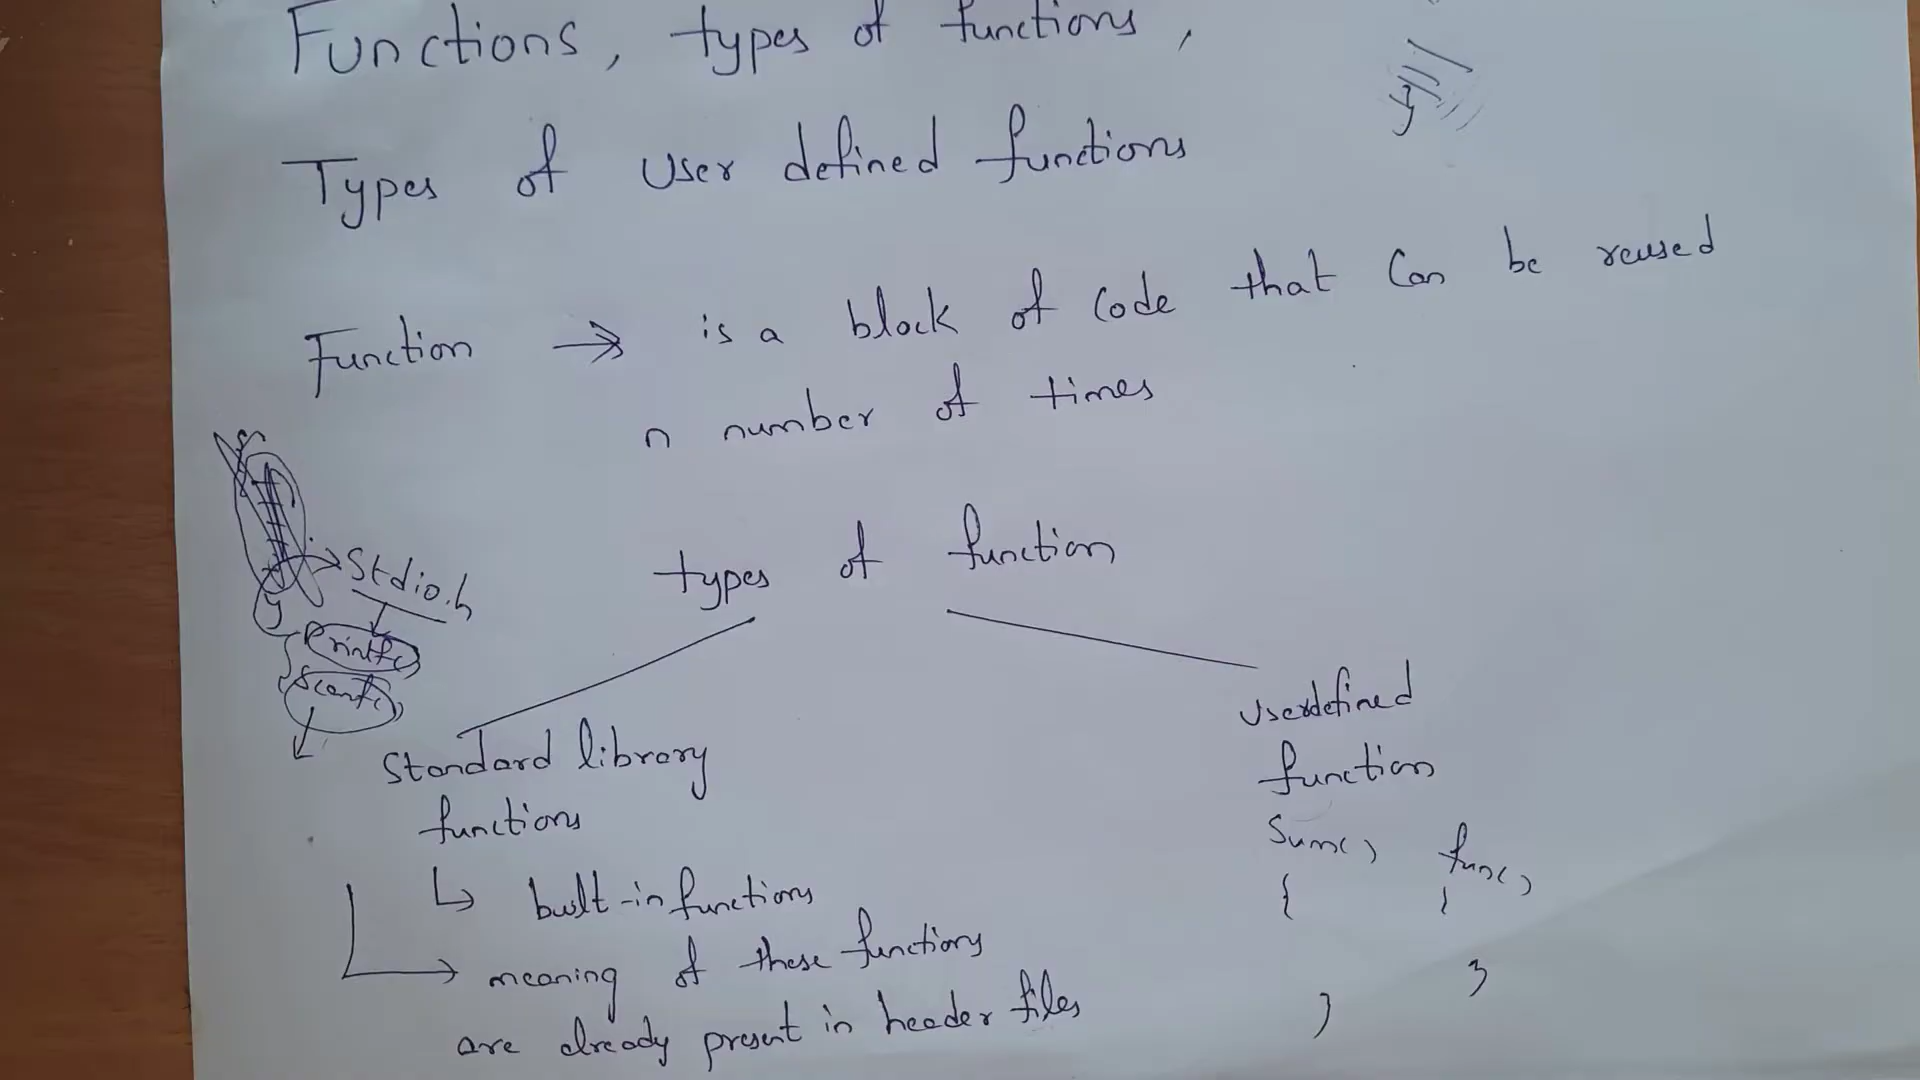 Functions, types of functions,
Types of user defined functions
Function → is a block of code that can be reused
n number of times
→ Stdio.h
Printf()
Scanf()
types of function
Standard library
functions
↳ built-in functions
→ meaning of these functions
are already present in header files
Userdefined
functions
Sum() fun()
{ {
}
}